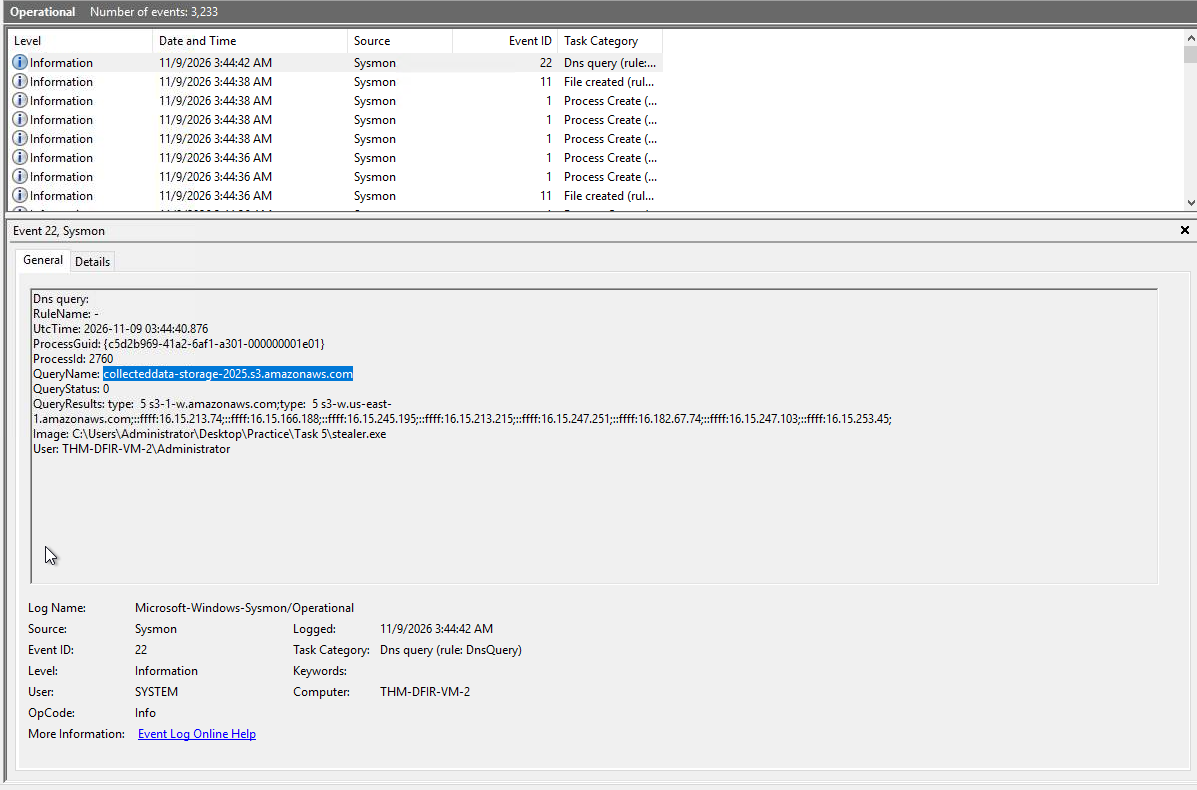 Operational Number of events: 3,233
Level Date and Time Source Event ID Task Category
Information 11/9/2026 3:44:42 AM Sysmon 22 Dns query (rule:...
Information 11/9/2026 3:44:38 AM Sysmon 11 File created (rul...
Information 11/9/2026 3:44:38 AM Sysmon 1 Process Create (...
Information 11/9/2026 3:44:38 AM Sysmon 1 Process Create (...
Information 11/9/2026 3:44:38 AM Sysmon 1 Process Create (...
Information 11/9/2026 3:44:36 AM Sysmon 1 Process Create (...
Information 11/9/2026 3:44:36 AM Sysmon 1 Process Create (...
Information 11/9/2026 3:44:36 AM Sysmon 11 File created (rul...
Event 22, Sysmon
General Details
Dns query:
RuleName: -
UtcTime: 2026-11-09 03:44:40.876
ProcessGuid: {c5d2b969-41a2-6af1-a301-000000001e01}
ProcessId: 2760
QueryName: collecteddata-storage-2025.s3.amazonaws.com
QueryStatus: 0
QueryResults: type:  5 s3-1-w.amazonaws.com;type:  5 s3-w.us-east-
1.amazonaws.com;::ffff:16.15.213.74;::ffff:16.15.166.188;::ffff:16.15.245.195;::ffff:16.15.213.215;::ffff:16.15.247.251;::ffff:16.182.67.74;::ffff:16.15.247.103;::ffff:16.15.253.45;
Image: C:\Users\Administrator\Desktop\Practice\Task 5\stealer.exe
User: THM-DFIR-VM-2\Administrator
Log Name: Microsoft-Windows-Sysmon/Operational
Source: Sysmon Logged: 11/9/2026 3:44:42 AM
Event ID: 22 Task Category: Dns query (rule: DnsQuery)
Level: Information Keywords:
User: SYSTEM Computer: THM-DFIR-VM-2
OpCode: Info
More Information: Event Log Online Help